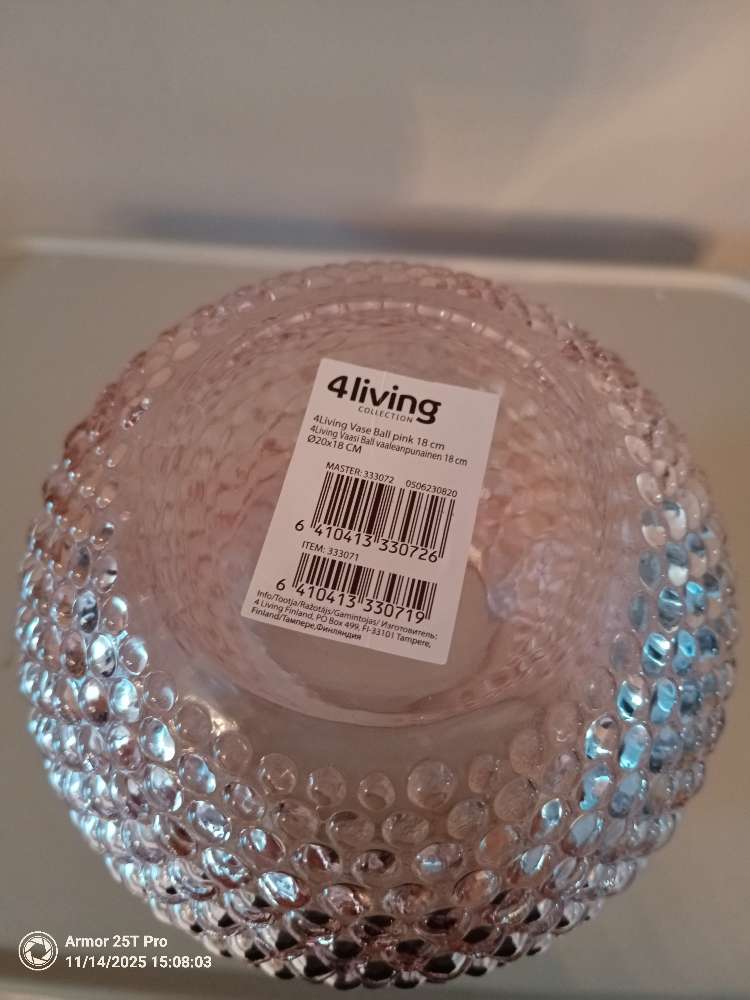 4living
COLLECTION
4Living Vase Ball pink 18 cm
4Living Vaasi Ball vaaleanpunainen 18 cm
Ø20x18 CM
MASTER: 333072 0506230820
6 410413 330726
ITEM: 333071
6 410413 330719
Info/Tootja/Ražotājs/Gamintojas/ Изготовитель:
4 Living Finland, PO Box 499, FI-33101 Tampere,
Finland/Тампере,Финляндия
Armor 25T Pro
11/14/2025 15:08:03